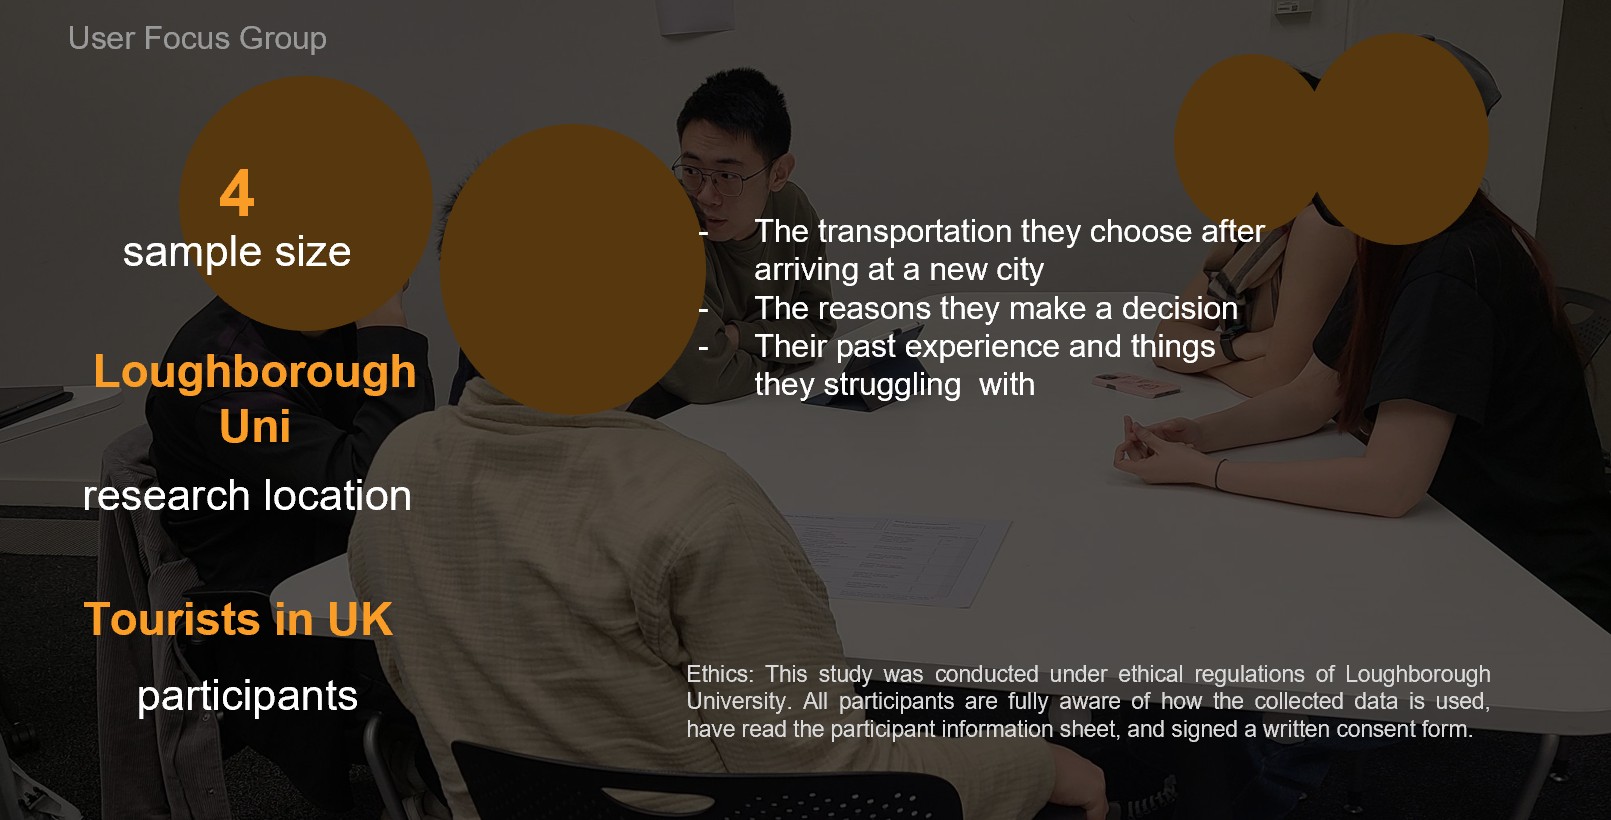 User Focus Group
4
sample size
Loughborough
Uni
research location
Tourists in UK
participants
- The transportation they choose after
arriving at a new city
- The reasons they make a decision
- Their past experience and things
they struggling with
Ethics: This study was conducted under ethical regulations of Loughborough
University. All participants are fully aware of how the collected data is used,
have read the participant information sheet, and signed a written consent form.